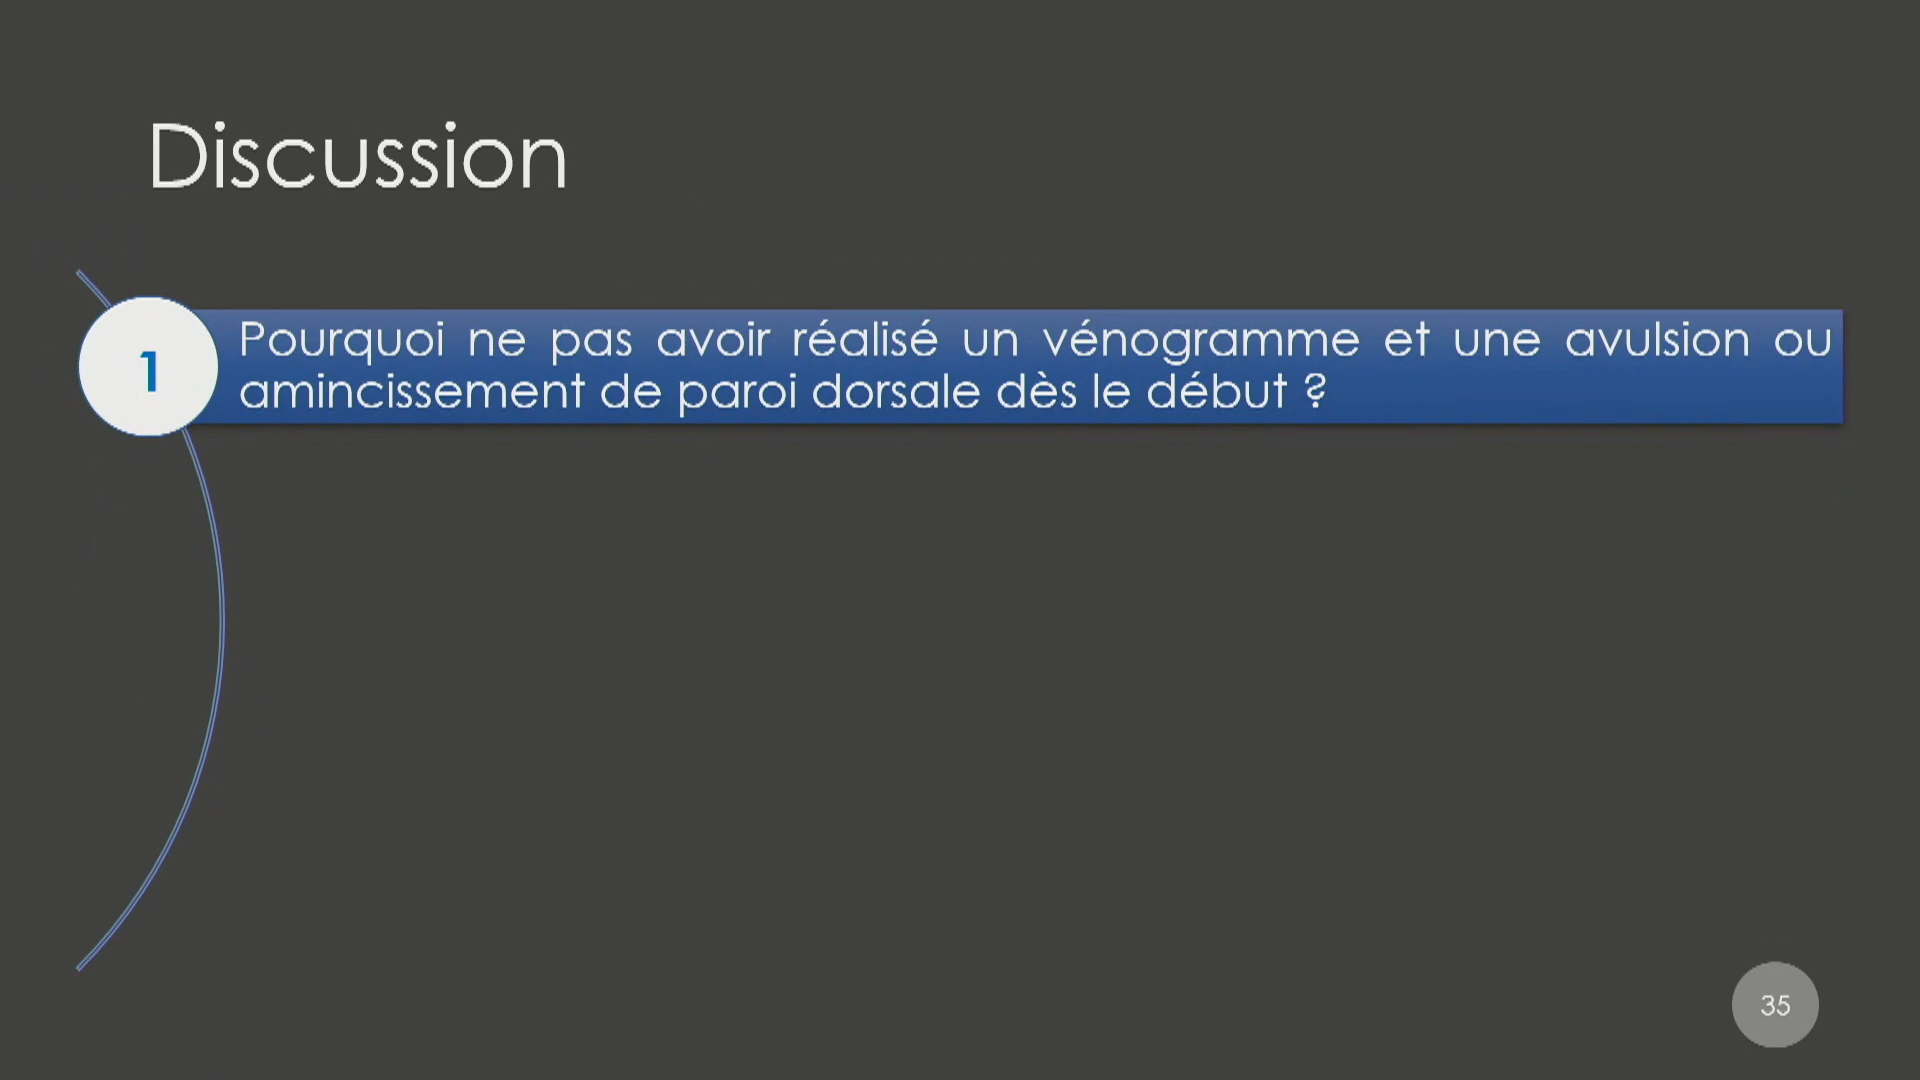 Discussion
1
Pourquoi ne pas avoir réalisé un vénogramme et une avulsion ou
amincissement de paroi dorsale dès le début ?
35